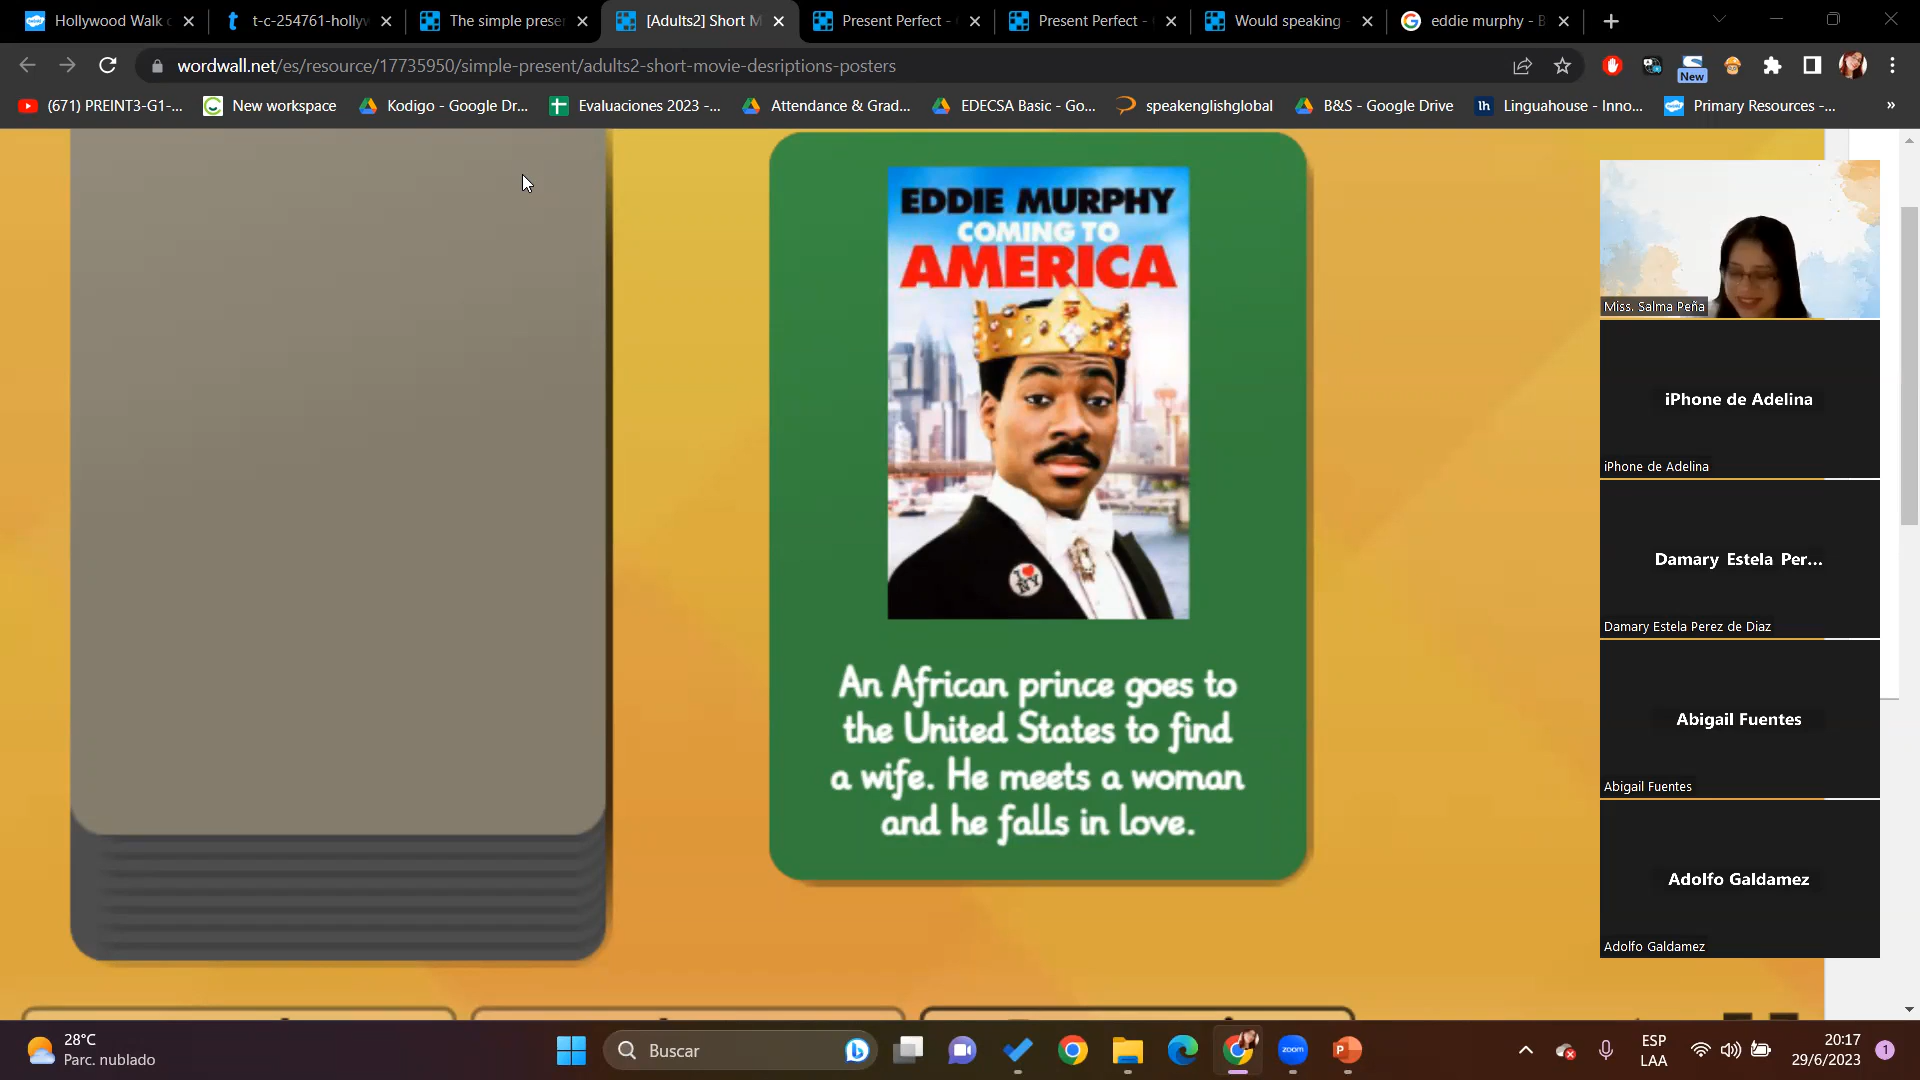 Hollywood Walk o
t-c-254761-hollyw
The simple prese
[Adults2] Short M
Present Perfect -
Present Perfect -
Would speaking -
eddie murphy - B
wordwall.net/es/resource/17735950/simple-present/adults2-short-movie-desriptions-posters
New
(671) PREINT3-G1-...
New workspace
Kodigo - Google Dr...
Evaluaciones 2023 -...
Attendance & Grad...
EDECSA Basic - Go...
speakenglishglobal
B&S - Google Drive
lh
Linguahouse - Inno...
Primary Resources -...
»
EDDIE MURPHY
COMING TO
AMERICA
I NY
An African prince goes to
the United States to find
a wife. He meets a woman
and he falls in love.
Miss. Salma Peña
iPhone de Adelina
iPhone de Adelina
Damary Estela Per...
Damary Estela Perez de Diaz
Abigail Fuentes
Abigail Fuentes
Adolfo Galdamez
Adolfo Galdamez
28°C
Parc. nublado
Buscar
zoom
ESP
LAA
20:17
29/6/2023
1